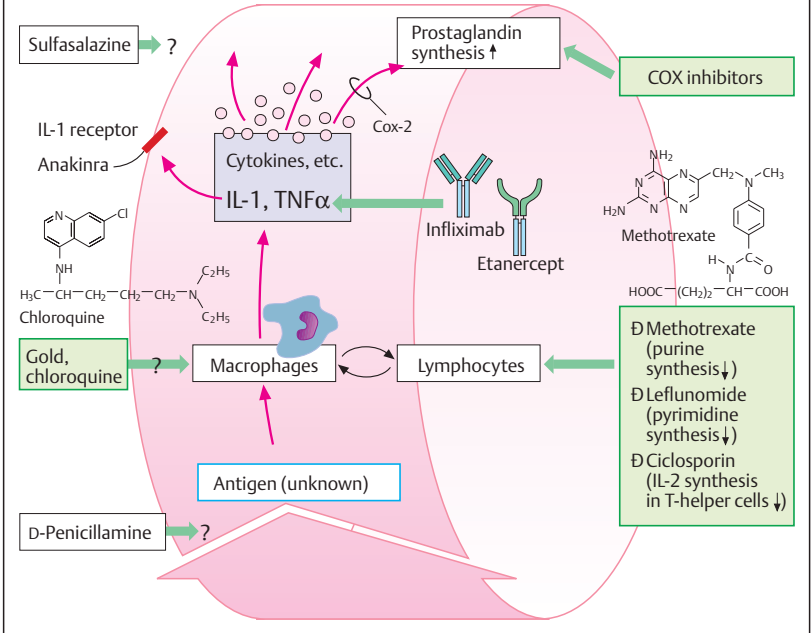 Sulfasalazine
?
Prostaglandin
synthesis ↑
COX inhibitors
Cox-2
IL-1 receptor
Anakinra
Cytokines, etc.
IL-1, TNFα
Infliximab
Etanercept
NH₂
N
N
N
N
H₂N
CH₂
N
CH₃
Methotrexate
C
O
H
N
HOOC—(CH₂)₂—CH—COOH
N
Cl
NH
H₃C—CH—CH₂—CH₂—CH₂—N
C₂H₅
C₂H₅
Chloroquine
Gold,
chloroquine
?
Macrophages
Lymphocytes
Ð Methotrexate
(purine
synthesis↓)
Ð Leflunomide
(pyrimidine
synthesis↓)
Ð Ciclosporin
(IL-2 synthesis
in T-helper cells ↓)
Antigen (unknown)
D-Penicillamine
?